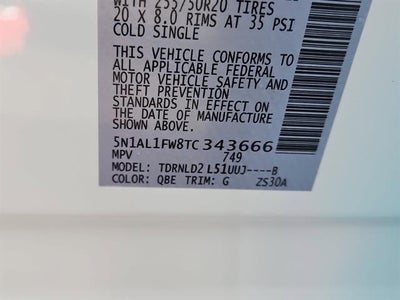 WITH 255/50R20 TIRES
20 X 8.0 RIMS AT 35 PSI
COLD SINGLE
THIS VEHICLE CONFORMS TO
ALL APPLICABLE FEDERAL
MOTOR VEHICLE SAFETY AND
THEFT PREVENTION
STANDARDS IN EFFECT ON
THE DATE OF MANUFACTURE
SHOWN ABOVE.
5N1AL1FW8TC343666
MPV 749
MODEL: TDRNLD2 L51UUJ----B
COLOR: QBE TRIM: G ZS30A